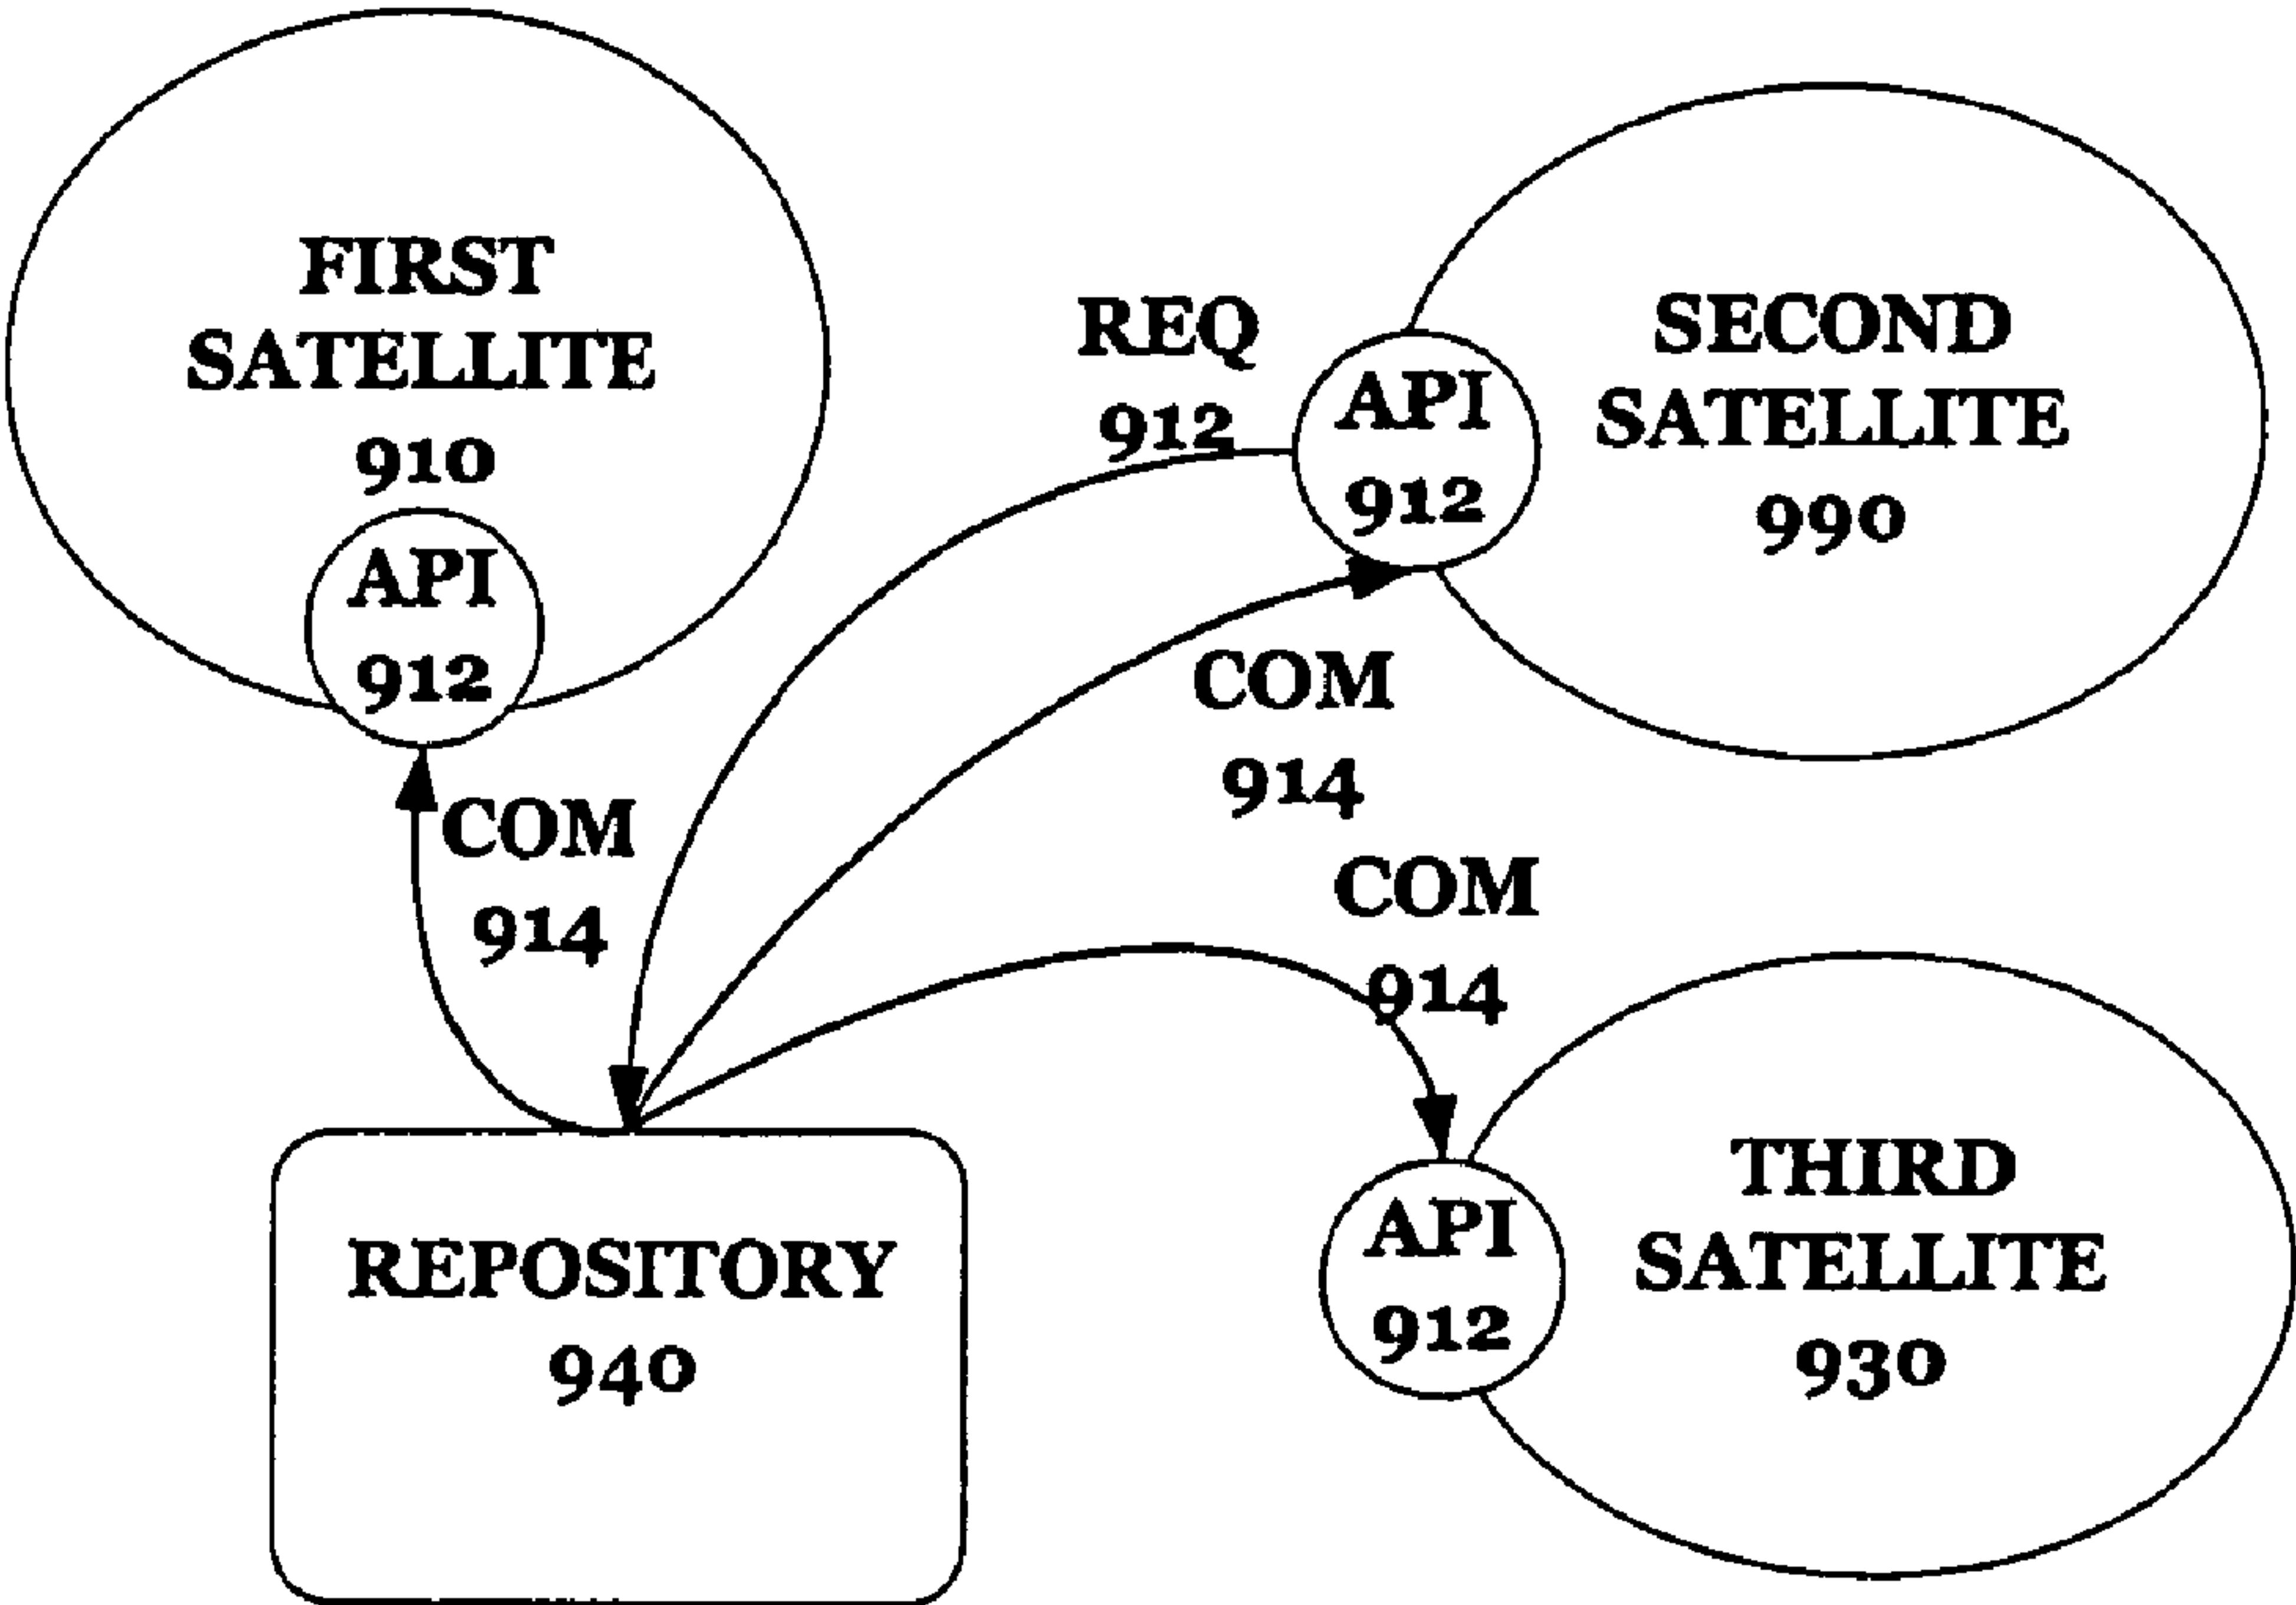 FIRST
SATELLITE
910
API
912
REQ
912
API
912
SECOND
SATELLITE
990
COM
914
COM
914
COM
914
REPOSITORY
940
API
912
THIRD
SATELLITE
930